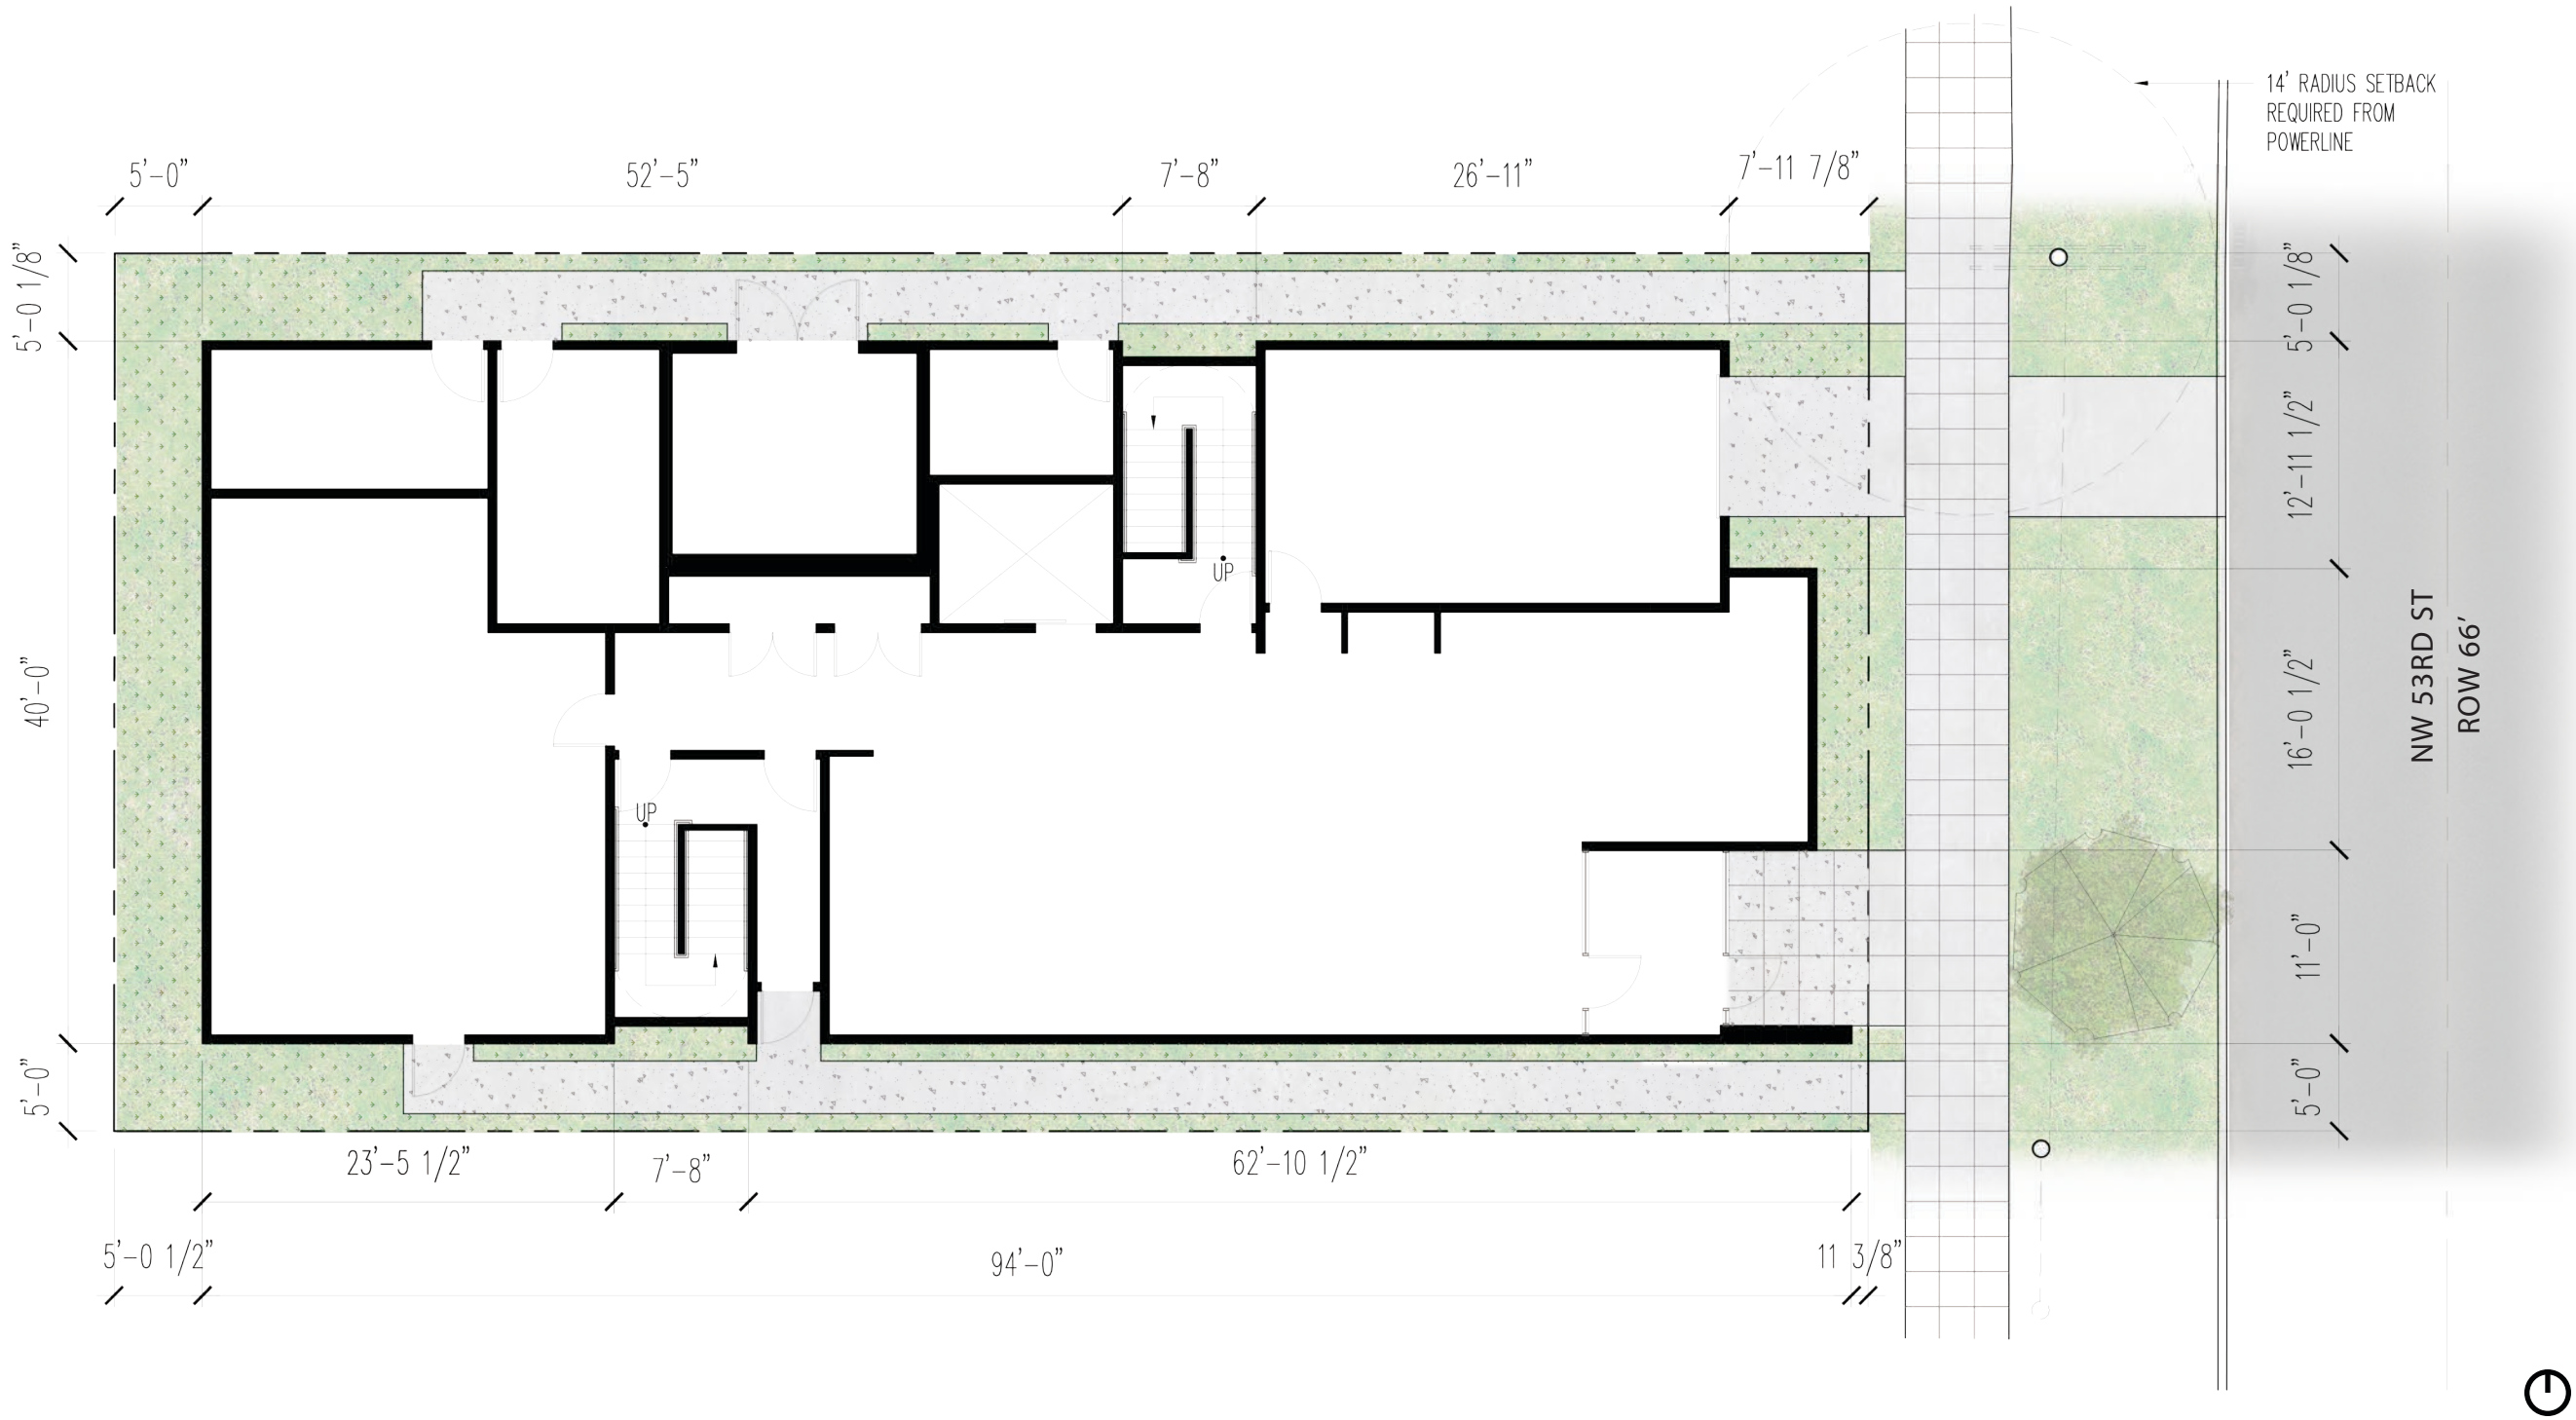 14' RADIUS SETBACK
REQUIRED FROM
POWERLINE
5'-0"
52'-5"
7'-8"
26'-11"
7'-11 7/8"
5'-0 1/8"
40'-0"
5'-0"
5'-0 1/8"
12'-11 1/2"
16'-0 1/2"
11'-0"
5'-0"
NW 53RD ST
ROW 66'
UP
UP
23'-5 1/2"
7'-8"
62'-10 1/2"
5'-0 1/2"
94'-0"
11 3/8"